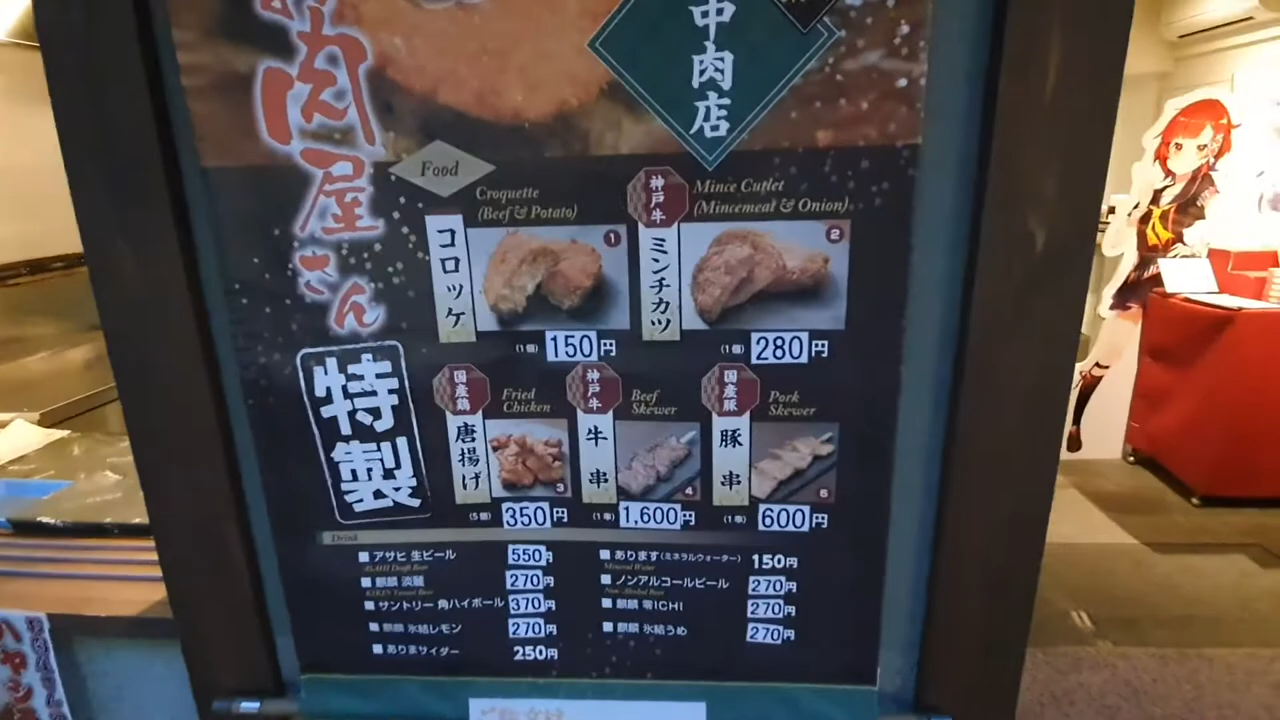 お肉屋さん
特製
中肉店
Food
Croquette
(Beef & Potato)
コロッケ
1
(1個) 150円
神戸牛
Mince Cutlet
(Mincemeat & Onion)
ミンチカツ
2
(1個) 280円
国産鶏
Fried
Chicken
唐揚げ
3
(5個) 350円
神戸牛
Beef
Skewer
牛串
4
(1串) 1,600円
国産豚
Pork
Skewer
豚串
5
(1串) 600円
Drink
アサヒ 生ビール 550円
ASAHI Draft Beer
麒麟 淡麗 270円
KIRIN Tanrei Beer
サントリー 角ハイボール 370円
麒麟 氷結レモン 270円
ありまサイダー 250円
あります(ミネラルウォーター) 150円
Mineral Water
ノンアルコールビール 270円
Non-Alcohol Beer
麒麟 零ICHI 270円
麒麟 氷結うめ 270円